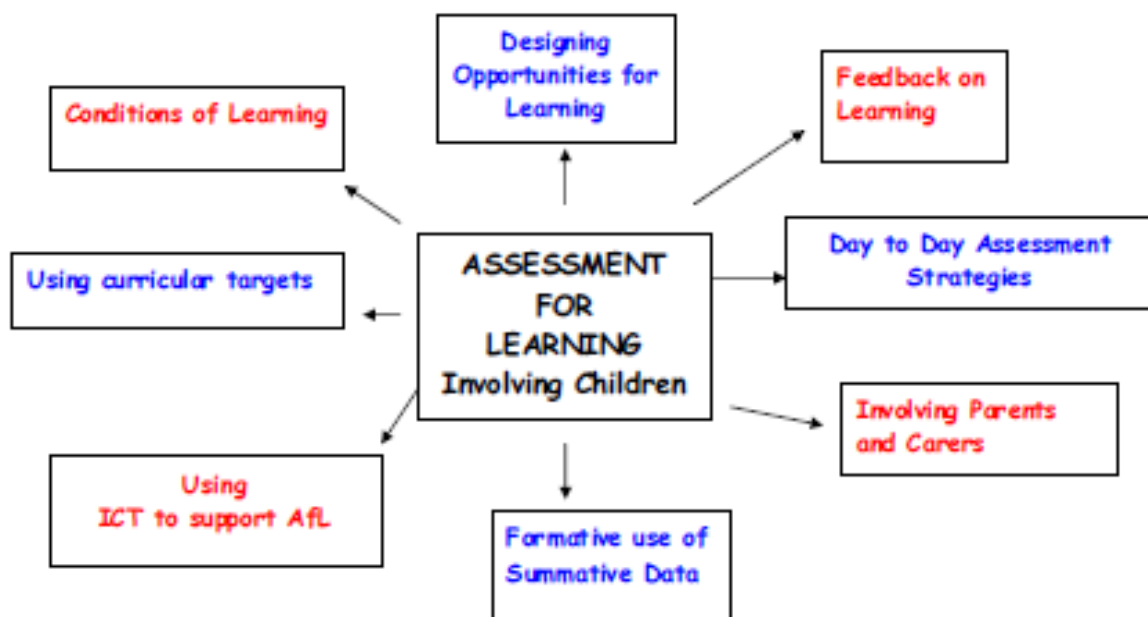 Designing
Opportunities for
Learning
Feedback on
Learning
Conditions of Learning
ASSESSMENT
FOR
LEARNING
Involving Children
Day to Day Assessment
Strategies
Using curricular targets
Involving Parents
and Carers
Using
ICT to support AfL
Formative use of
Summative Data